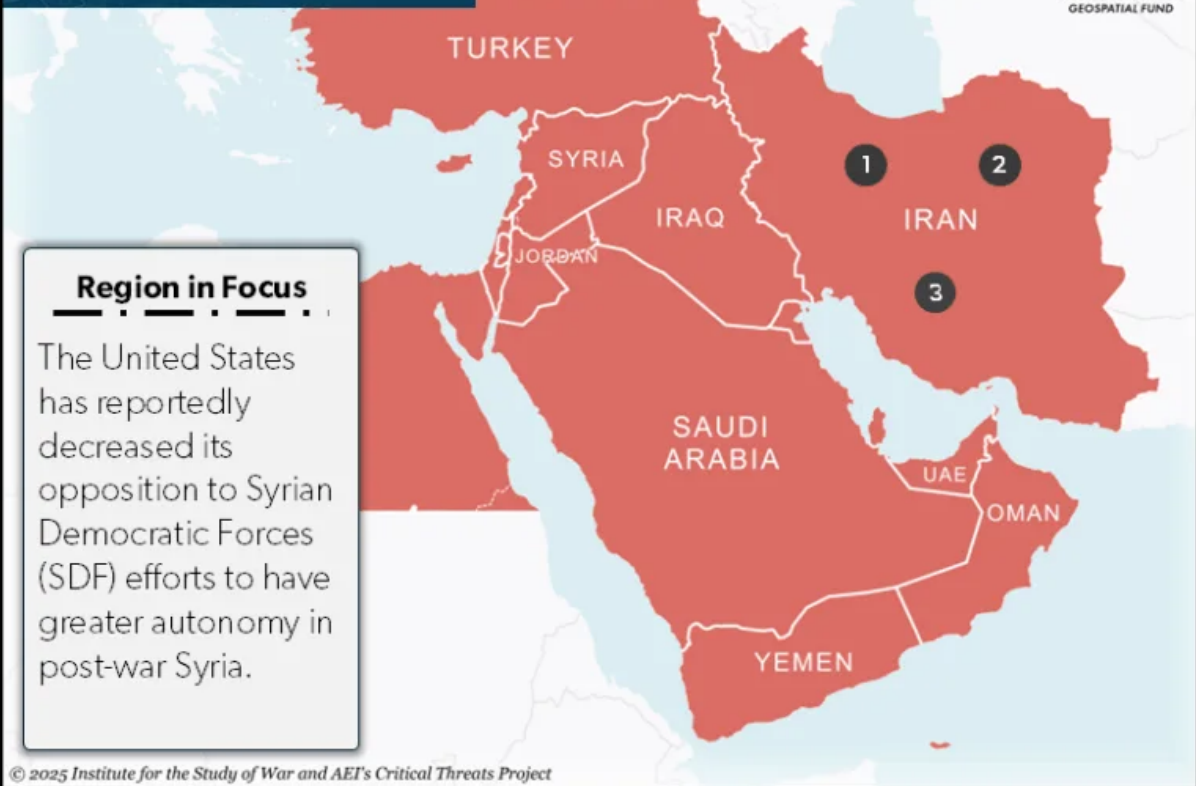 GEOSPATIAL FUND
TURKEY
SYRIA
IRAQ
JORDAN
IRAN
1
2
3
Region in Focus
The United States
has reportedly
decreased its
opposition to Syrian
Democratic Forces
(SDF) efforts to have
greater autonomy in
post-war Syria.
SAUDI
ARABIA
UAE
OMAN
YEMEN
© 2025 Institute for the Study of War and AEI's Critical Threats Project